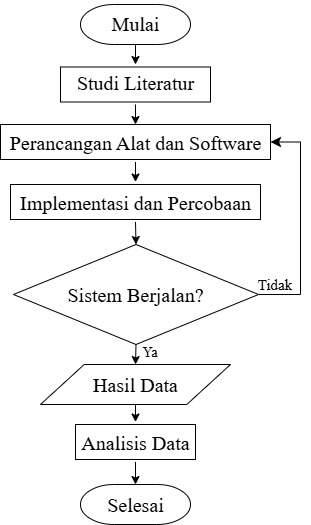 Mulai
Studi Literatur
Perancangan Alat dan Software
Implementasi dan Percobaan
Sistem Berjalan?
Tidak
Ya
Hasil Data
Analisis Data
Selesai